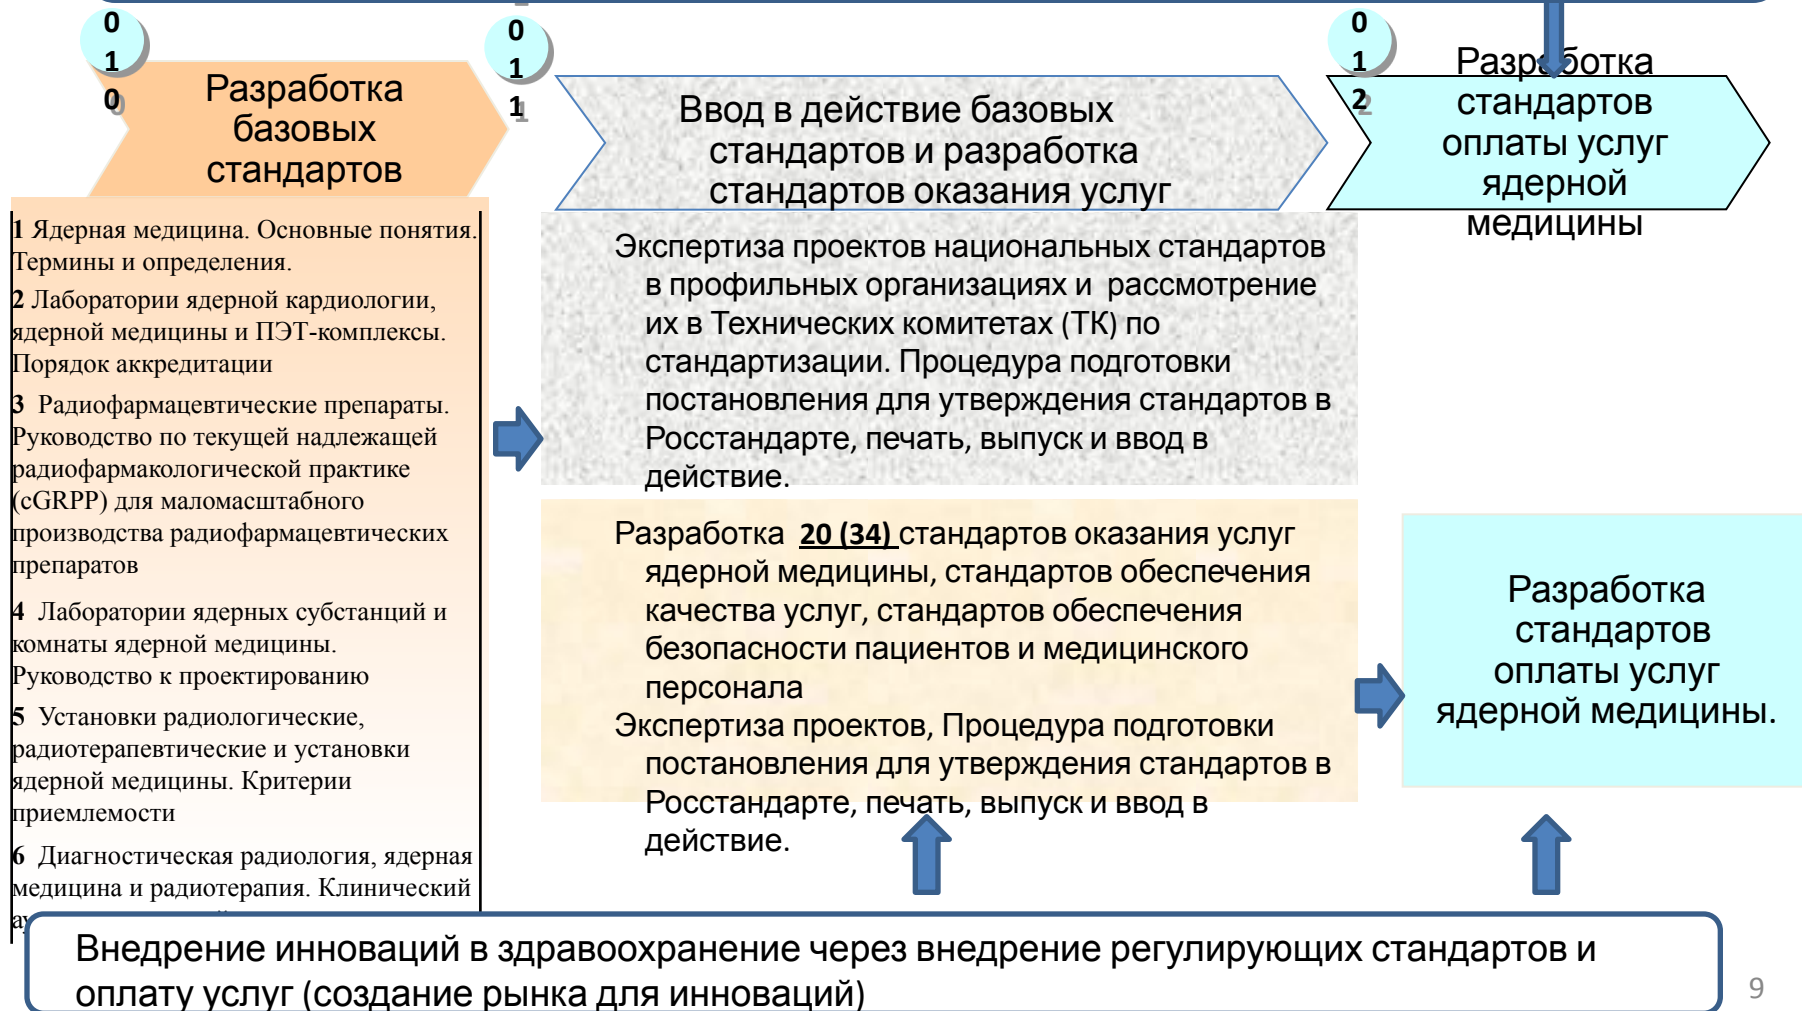 0
1
0
Разработка
базовых
стандартов
0
1
1
Ввод в действие базовых
стандартов и разработка
стандартов оказания услуг
0
1
2
Разработка
стандартов
оплаты услуг
ядерной
медицины
1 Ядерная медицина. Основные понятия.
Термины и определения.
2 Лаборатории ядерной кардиологии,
ядерной медицины и ПЭТ-комплексы.
Порядок аккредитации
3 Радиофармацевтические препараты.
Руководство по текущей надлежащей
радиофармакологической практике
(cGRPP) для маломасштабного
производства радиофармацевтических
препаратов
4 Лаборатории ядерных субстанций и
комнаты ядерной медицины.
Руководство к проектированию
5 Установки радиологические,
радиотерапевтические и установки
ядерной медицины. Критерии
приемлемости
6 Диагностическая радиология, ядерная
медицина и радиотерапия. Клинический
Экспертиза проектов национальных стандартов
в профильных организациях и рассмотрение
их в Технических комитетах (ТК) по
стандартизации. Процедура подготовки
постановления для утверждения стандартов в
Росстандарте, печать, выпуск и ввод в
действие.
Разработка 20 (34) стандартов оказания услуг
ядерной медицины, стандартов обеспечения
качества услуг, стандартов обеспечения
безопасности пациентов и медицинского
персонала
Экспертиза проектов, Процедура подготовки
постановления для утверждения стандартов в
Росстандарте, печать, выпуск и ввод в
действие.
Разработка
стандартов
оплаты услуг
ядерной медицины.
Внедрение инноваций в здравоохранение через внедрение регулирующих стандартов и
оплату услуг (создание рынка для инноваций)
9